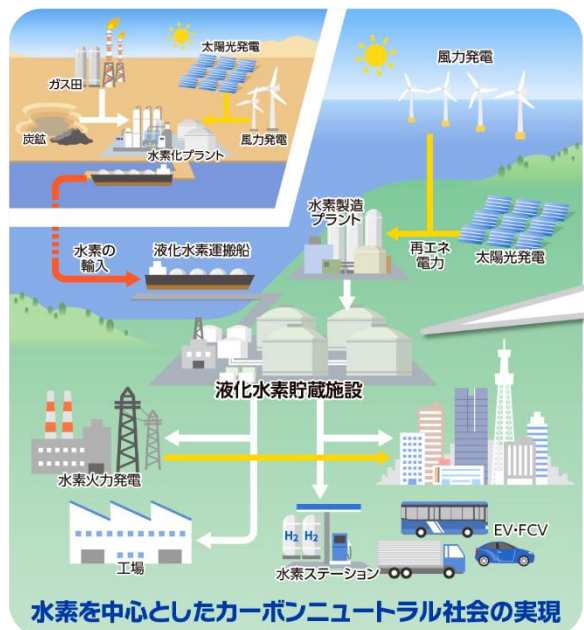 ガス田
太陽光発電
炭鉱
水素化プラント
風力発電
水素の
輸入
液化水素運搬船
風力発電
水素製造
プラント
再エネ
電力
太陽光発電
液化水素貯蔵施設
水素火力発電
工場
H2
H2
水素ステーション
EV・FCV
水素を中心としたカーボンニュートラル社会の実現